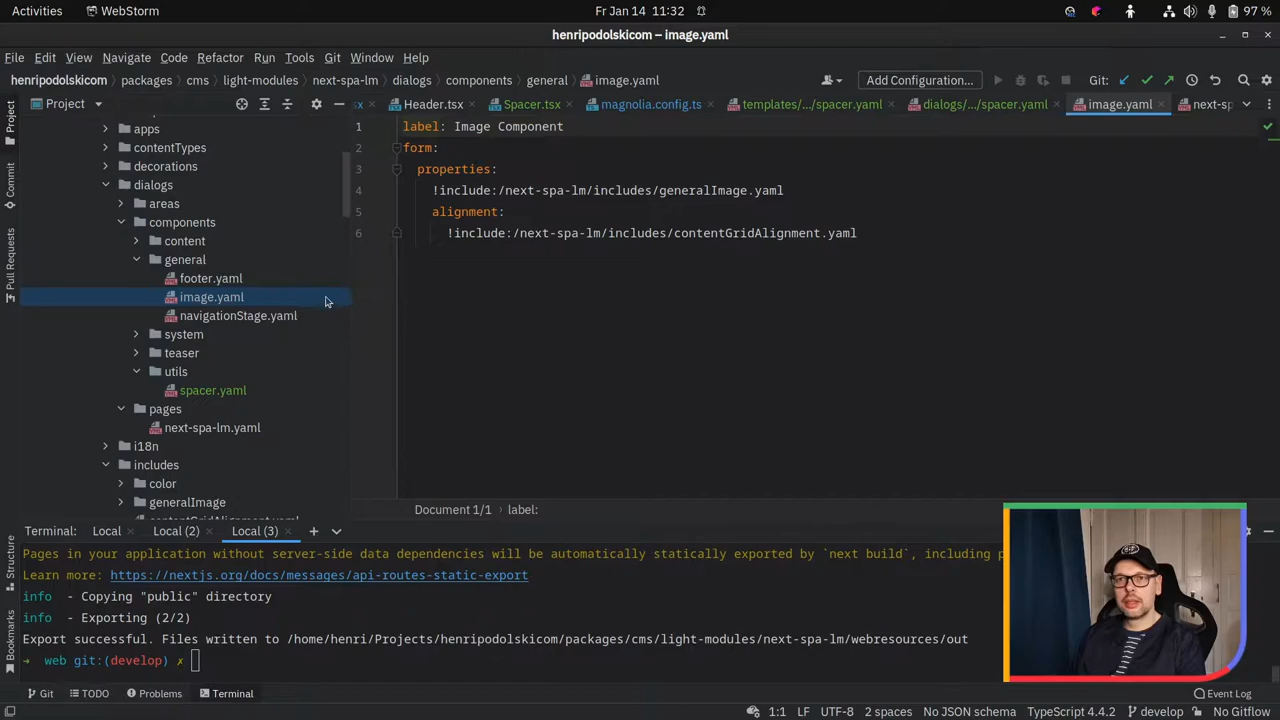 Activities
WebStorm
Fr Jan 14 11:32
97 %
henripodolskicom – image.yaml
File Edit View Navigate Code Refactor Run Tools Git Window Help
henripodolskicom packages cms light-modules next-spa-lm dialogs components general image.yaml
Add Configuration...
Git:
Project
sx Header.tsx Spacer.tsx magnolia.config.ts templates/.../spacer.yaml dialogs/.../spacer.yaml image.yaml next-sp
apps
contentTypes
decorations
dialogs
areas
components
content
general
footer.yaml
image.yaml
navigationStage.yaml
system
teaser
utils
spacer.yaml
pages
next-spa-lm.yaml
i18n
includes
color
generalImage
contentGridAlignment.yaml
Project
Commit
Pull Requests
Structure
Bookmarks
1 label: Image Component
2 form:
3 properties:
4 !include:/next-spa-lm/includes/generalImage.yaml
5 alignment:
6 !include:/next-spa-lm/includes/contentGridAlignment.yaml
Document 1/1 label:
Terminal: Local Local (2) Local (3)
Pages in your application without server-side data dependencies will be automatically statically exported by `next build`, including
Learn more: https://nextjs.org/docs/messages/api-routes-static-export
info - Copying "public" directory
info - Exporting (2/2)
Export successful. Files written to /home/henri/Projects/henripodolskicom/packages/cms/light-modules/next-spa-lm/webresources/out
→ web git:(develop) ✗
Git TODO Problems Terminal
Event Log
1:1 LF UTF-8 2 spaces No JSON schema TypeScript 4.4.2 develop No Gitflow